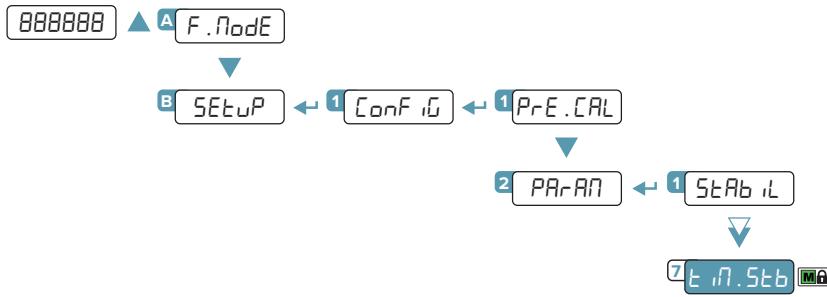 888888 A F.ModE
B SEtuP 1 ConFiG 1 PrE.CAL
2 PArAM 1 StAbiL
7 tiM.Stb M